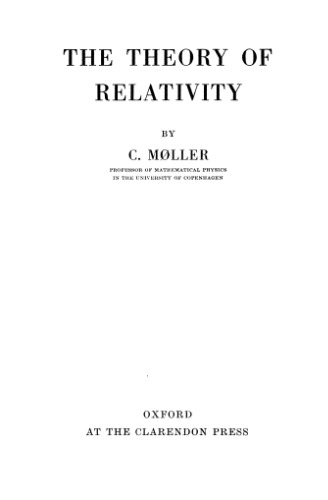 THE THEORY OF
RELATIVITY
BY
C. MØLLER
PROFESSOR OF MATHEMATICAL PHYSICS
IN THE UNIVERSITY OF COPENHAGEN
OXFORD
AT THE CLARENDON PRESS